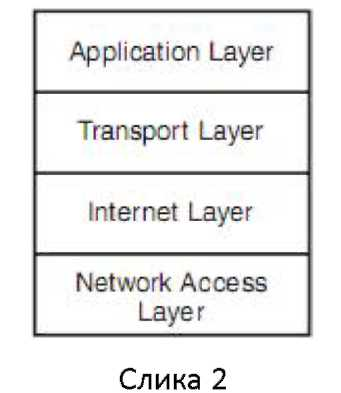 Application Layer
Transport Layer
Internet Layer
Network Access
Layer
Слика 2